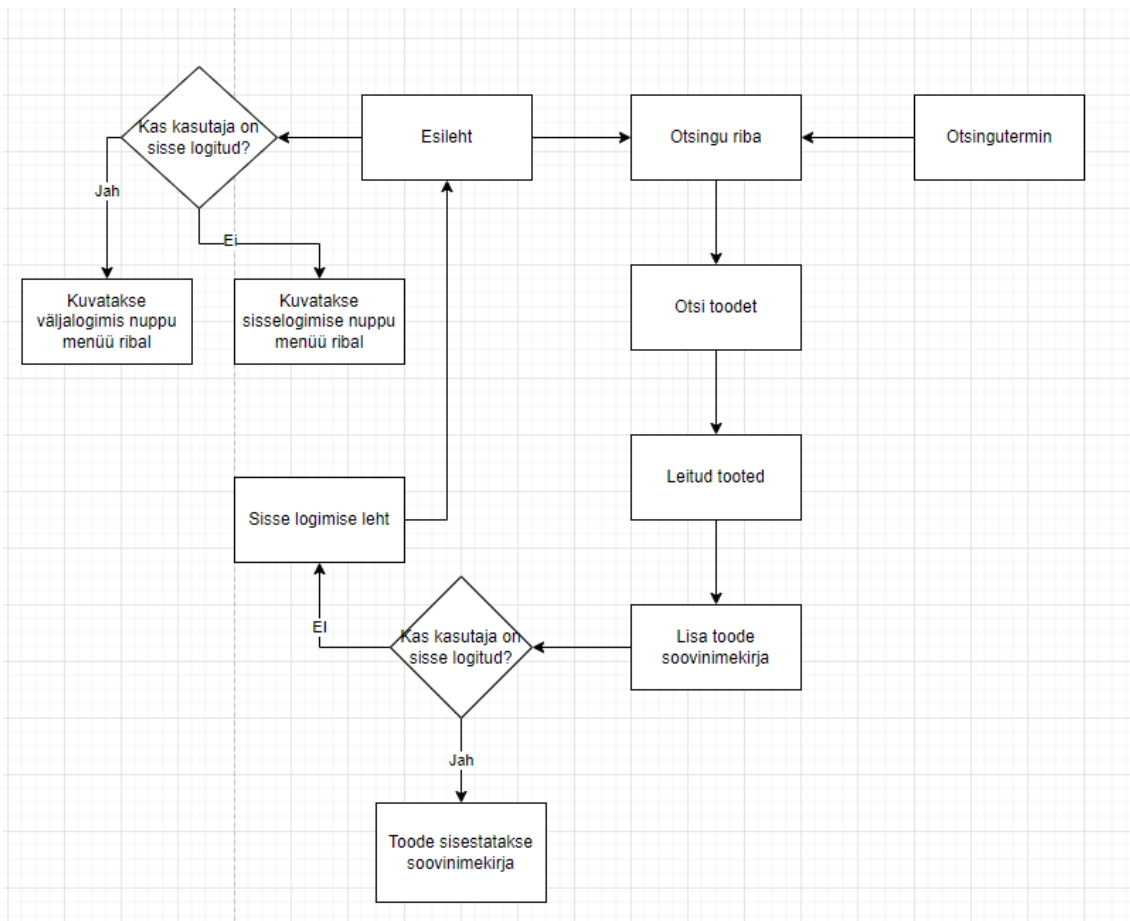 Kas kasutaja on
sisse logitud?
Esileht
Otsingu riba
Otsingutermin
Jah
Ei
Kuvatakse
väljalogimis nuppu
menüü ribal
Kuvatakse
sisselogimise nuppu
menüü ribal
Otsi toodet
Leitud tooted
Sisse logimise leht
EI
Kas kasutaja on
sisse logitud?
Lisa toode
soovinimekirja
Jah
Toode sisestatakse
soovinimekirja